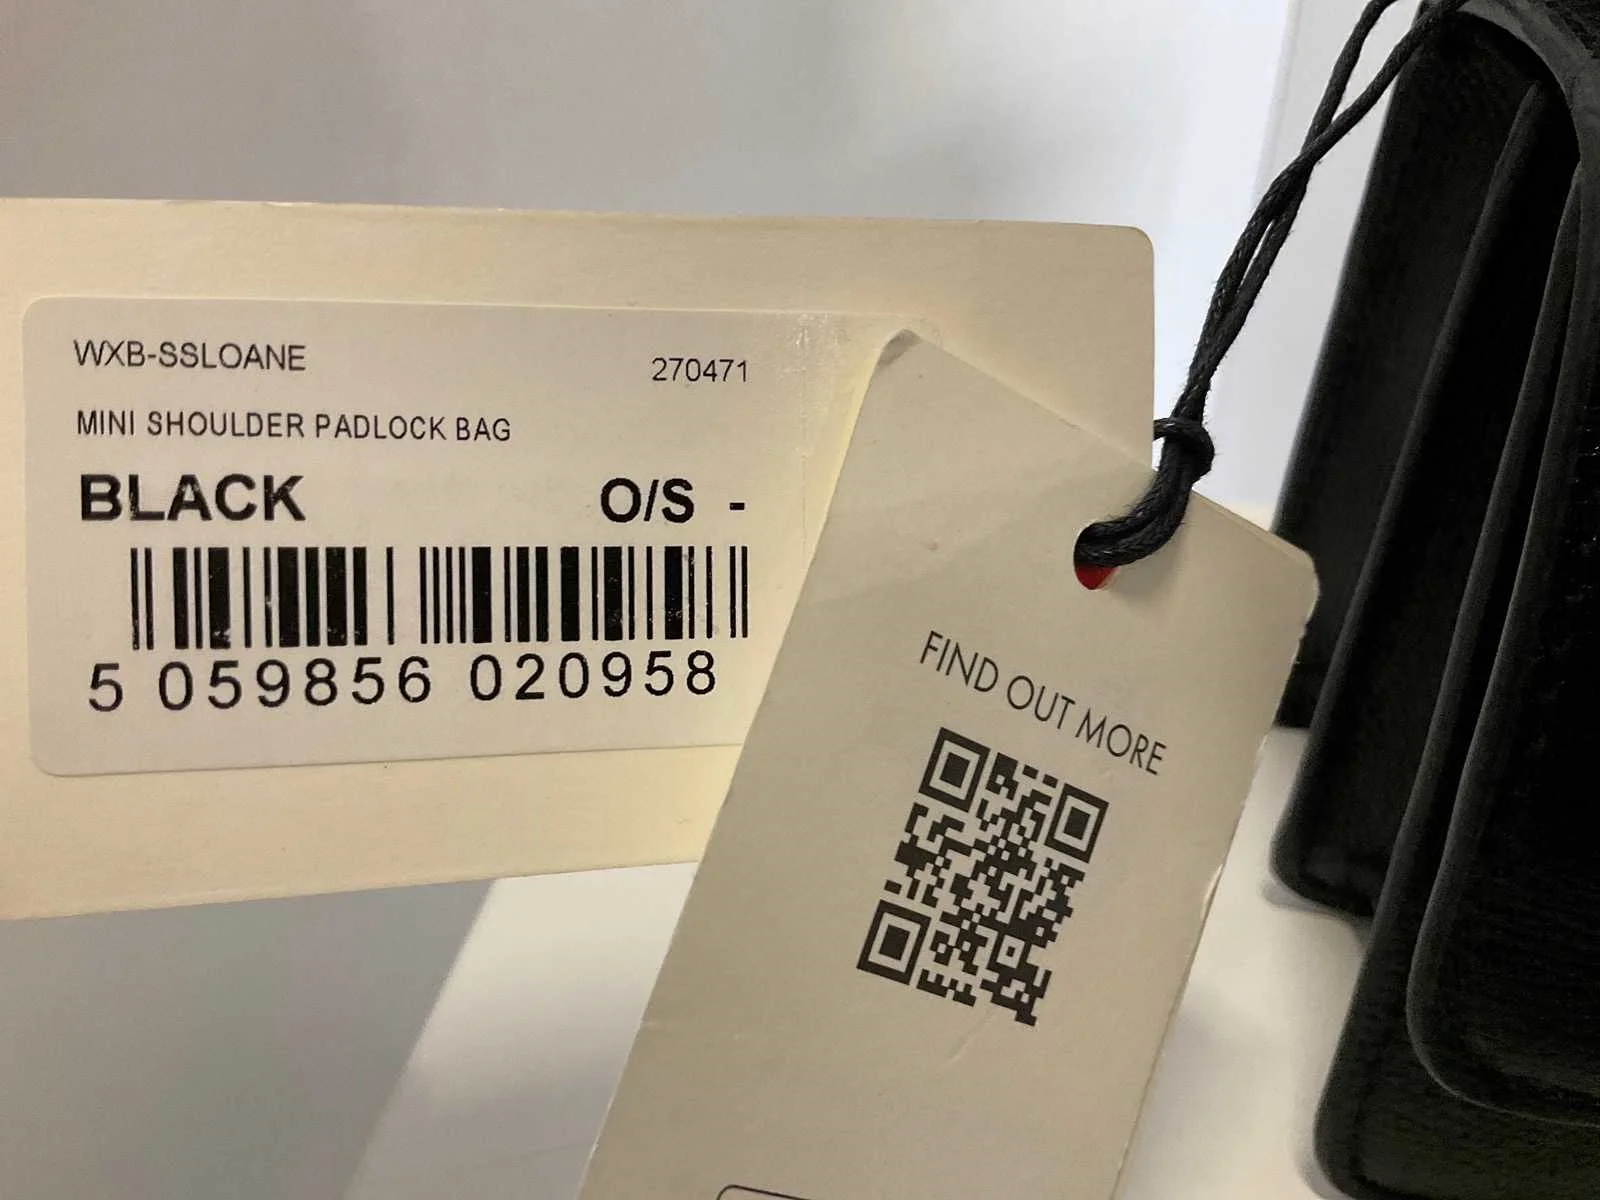 WXB-SSLOANE 270471
MINI SHOULDER PADLOCK BAG
BLACK O/S -
5 059856 020958
FIND OUT MORE